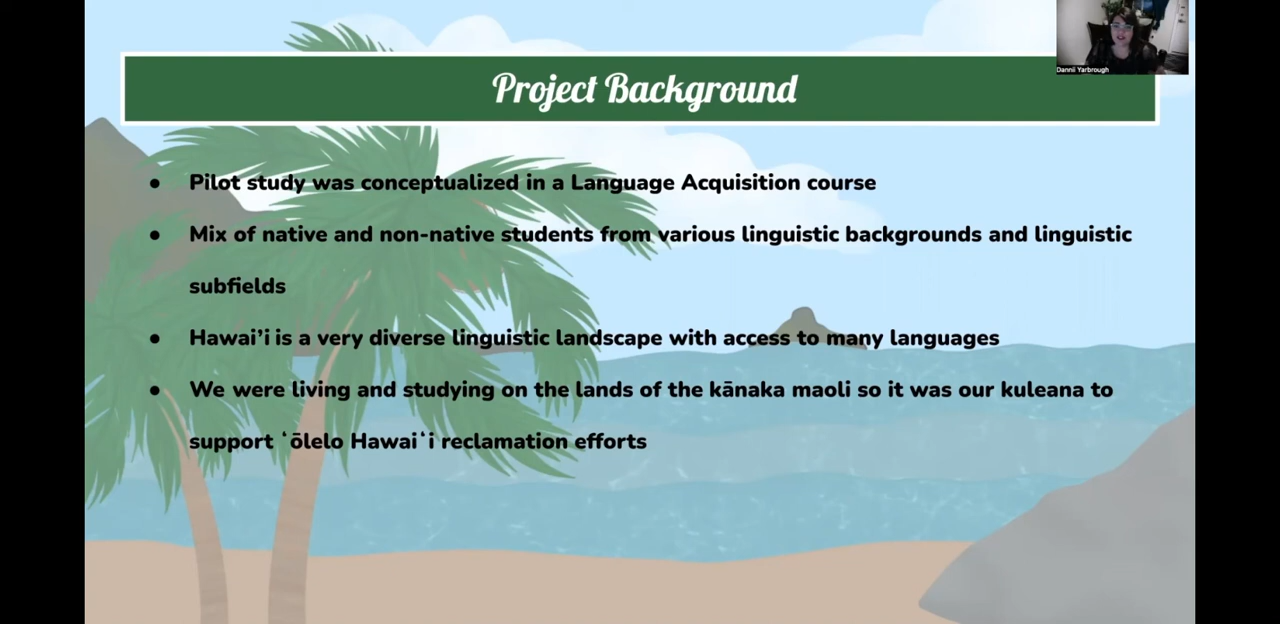 Project Background
Dannii Yarbrough
● Pilot study was conceptualized in a Language Acquisition course
● Mix of native and non-native students from various linguistic backgrounds and linguistic
subfields
● Hawai’i is a very diverse linguistic landscape with access to many languages
● We were living and studying on the lands of the kānaka maoli so it was our kuleana to
support ʻōlelo Hawaiʻi reclamation efforts